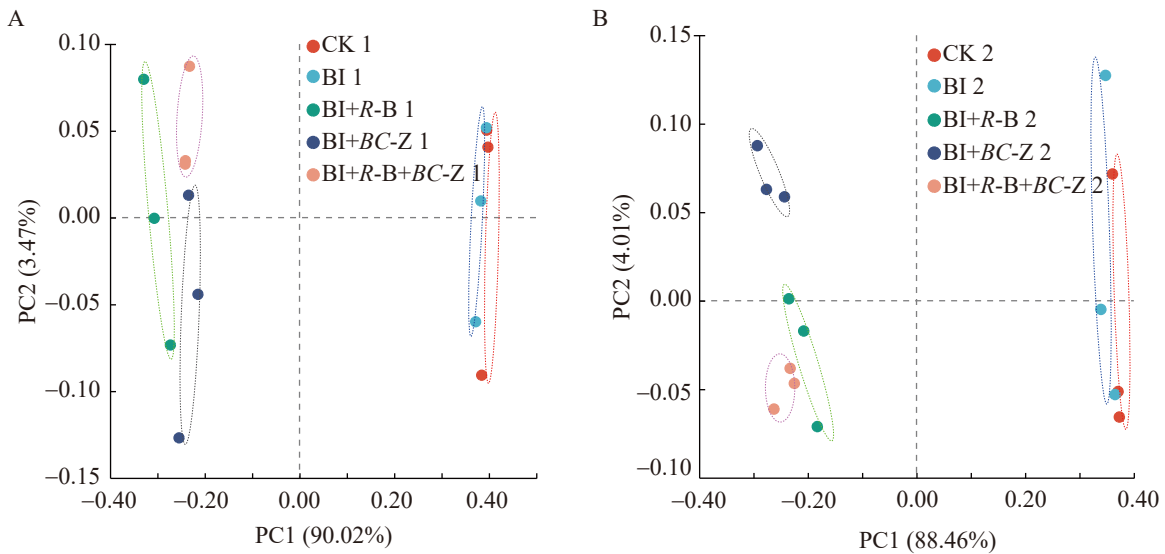 A
0.10
0.05
0.00
−0.05
−0.10
−0.15
PC2 (3.47%)
−0.40
−0.20
0.00
0.20
0.40
PC1 (90.02%)
CK 1
BI 1
BI+R-B 1
BI+BC-Z 1
BI+R-B+BC-Z 1
B
0.15
0.10
0.05
0.00
−0.05
−0.10
PC2 (4.01%)
−0.40
−0.20
0.00
0.20
0.40
PC1 (88.46%)
CK 2
BI 2
BI+R-B 2
BI+BC-Z 2
BI+R-B+BC-Z 2